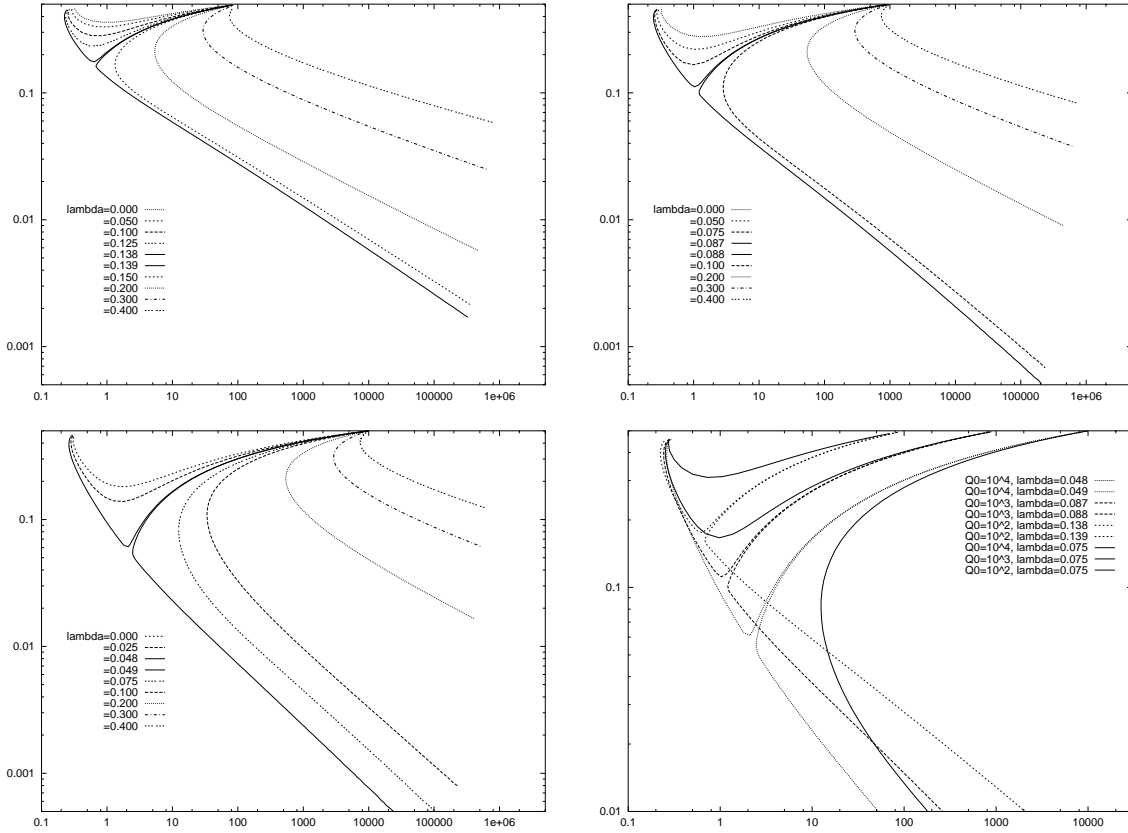 0.1
0.01
0.001
lambda=0.000
=0.050
=0.100
=0.125
=0.138
=0.139
=0.150
=0.200
=0.300
=0.400
0.1 1 10 100 1000 10000 100000 1e+06
0.1
0.01
0.001
lambda=0.000
=0.050
=0.075
=0.087
=0.088
=0.100
=0.200
=0.300
=0.400
0.1 1 10 100 1000 10000 100000 1e+06
0.1
0.01
0.001
lambda=0.000
=0.025
=0.048
=0.049
=0.075
=0.100
=0.200
=0.300
=0.400
0.1 1 10 100 1000 10000 100000 1e+06
0.1
0.01
Q0=10^4, lambda=0.048
Q0=10^4, lambda=0.049
Q0=10^3, lambda=0.087
Q0=10^3, lambda=0.088
Q0=10^2, lambda=0.138
Q0=10^2, lambda=0.139
Q0=10^4, lambda=0.075
Q0=10^3, lambda=0.075
Q0=10^2, lambda=0.075
0.1 1 10 100 1000 10000